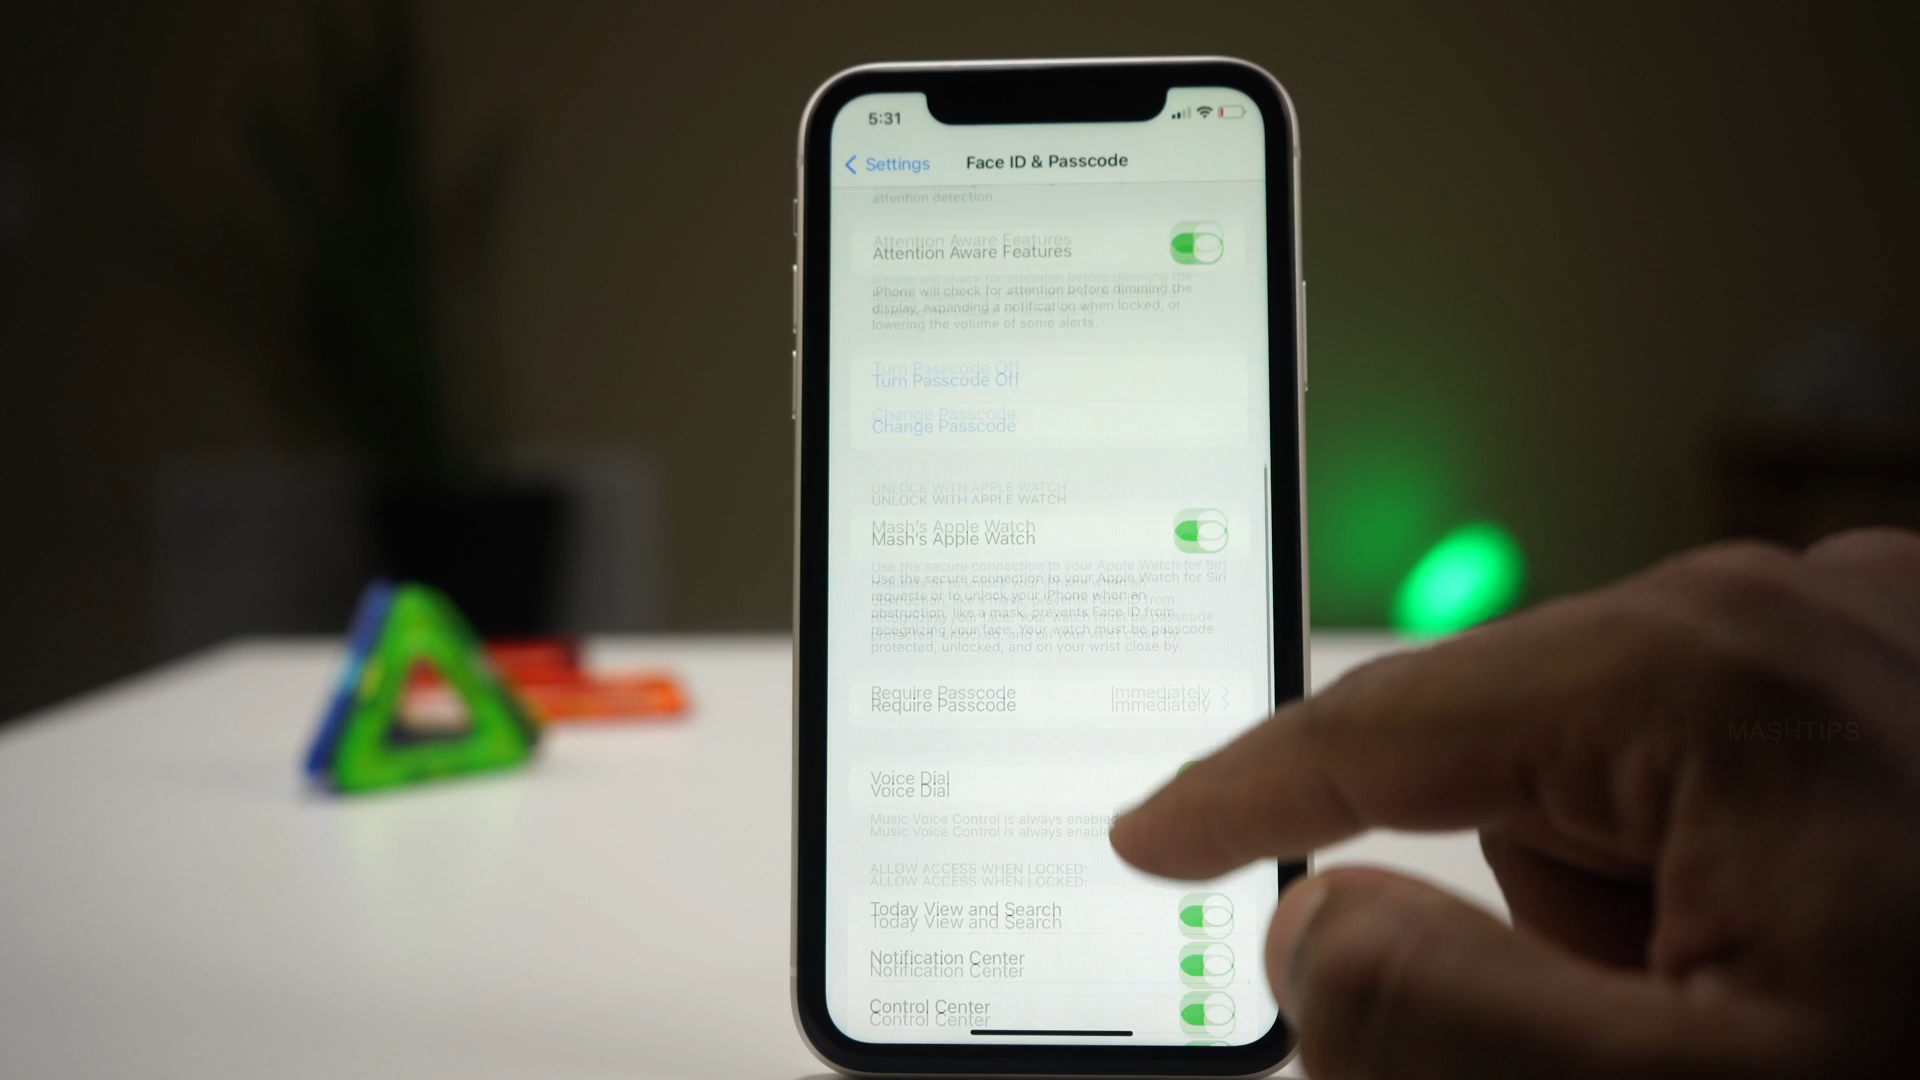 5:31
Settings
Face ID & Passcode
attention detection.
Attention Aware Features
iPhone will check for attention before dimming the
display, expanding a notification when locked, or
lowering the volume of some alerts.
Turn Passcode Off
Change Passcode
UNLOCK WITH APPLE WATCH
Mash's Apple Watch
Use the secure connection to your Apple Watch for Siri
requests or to unlock your iPhone when an
obstruction, like a mask, prevents Face ID from
recognizing your face. Your watch must be passcode
protected, unlocked, and on your wrist close by.
Require Passcode Immediately
Voice Dial
Music Voice Control is always enabled
ALLOW ACCESS WHEN LOCKED:
Today View and Search
Notification Center
Control Center
MASHTIPS